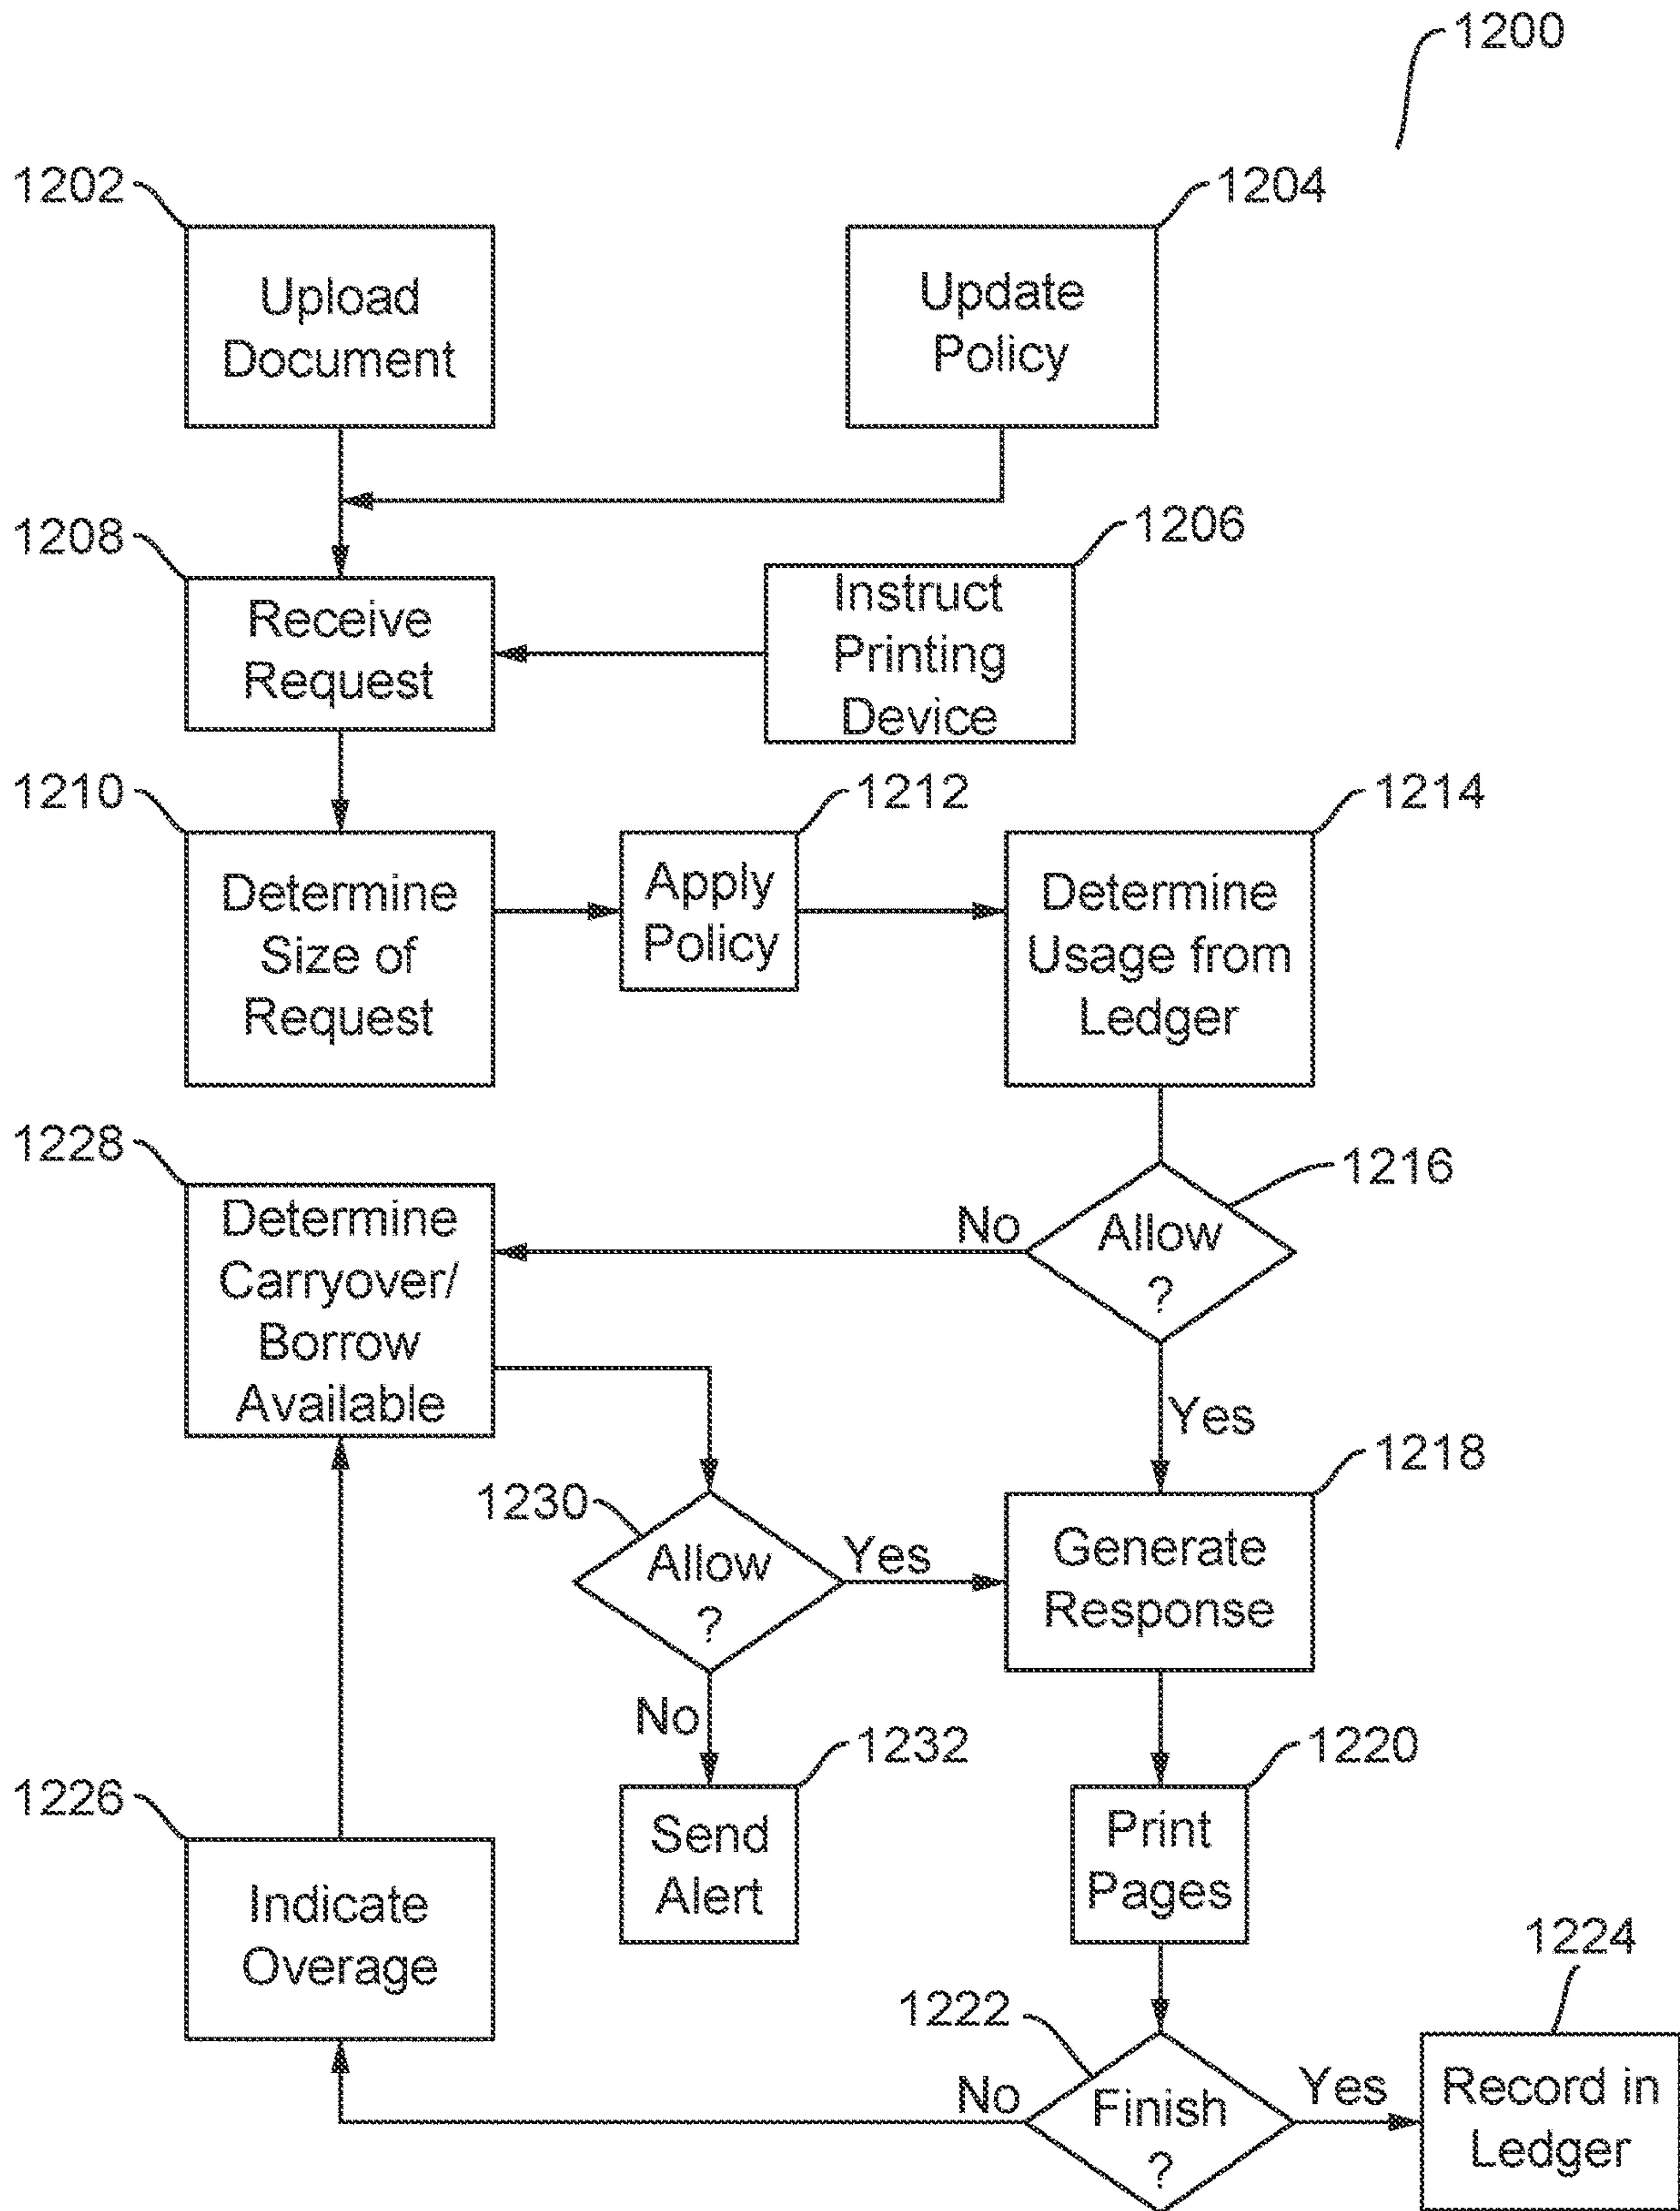 1200
1202
1204
Upload
Document
Update
Policy
1208
1206
Receive
Request
Instruct
Printing
Device
1210
1212
1214
Determine
Size of
Request
Apply
Policy
Determine
Usage from
Ledger
1228
1216
Determine
Carryover/
Borrow
Available
No
Allow
?
Yes
1230
1218
Allow
?
Yes
Generate
Response
No
1232
1220
1226
Send
Alert
Print
Pages
Indicate
Overage
1224
1222
No
Finish
?
Yes
Record in
Ledger